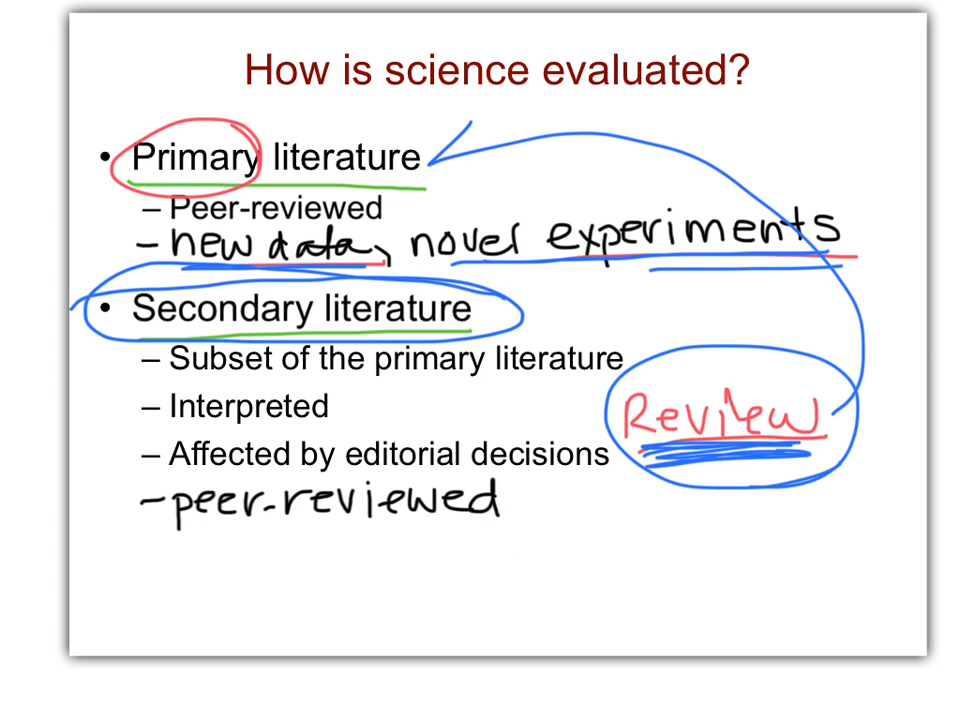 How is science evaluated?
• Primary literature
– Peer-reviewed
– new data, novel experiments
• Secondary literature
– Subset of the primary literature
– Interpreted
Review
– Affected by editorial decisions
– peer-reviewed